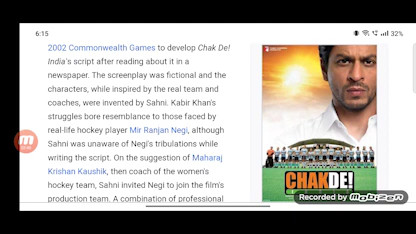 6:15
32%
2002 Commonwealth Games to develop Chak De!
India's script after reading about it in a
newspaper. The screenplay was fictional and the
characters, while inspired by the real team and
coaches, were invented by Sahni. Kabir Khan's
struggles bore resemblance to those faced by
real-life hockey player Mir Ranjan Negi, although
Sahni was unaware of Negi's tribulations while
writing the script. On the suggestion of Maharaj
Krishan Kaushik, then coach of the women's
hockey team, Sahni invited Negi to join the film's
production team. A combination of professional
CHAK DE!
Recorded by Mobizen